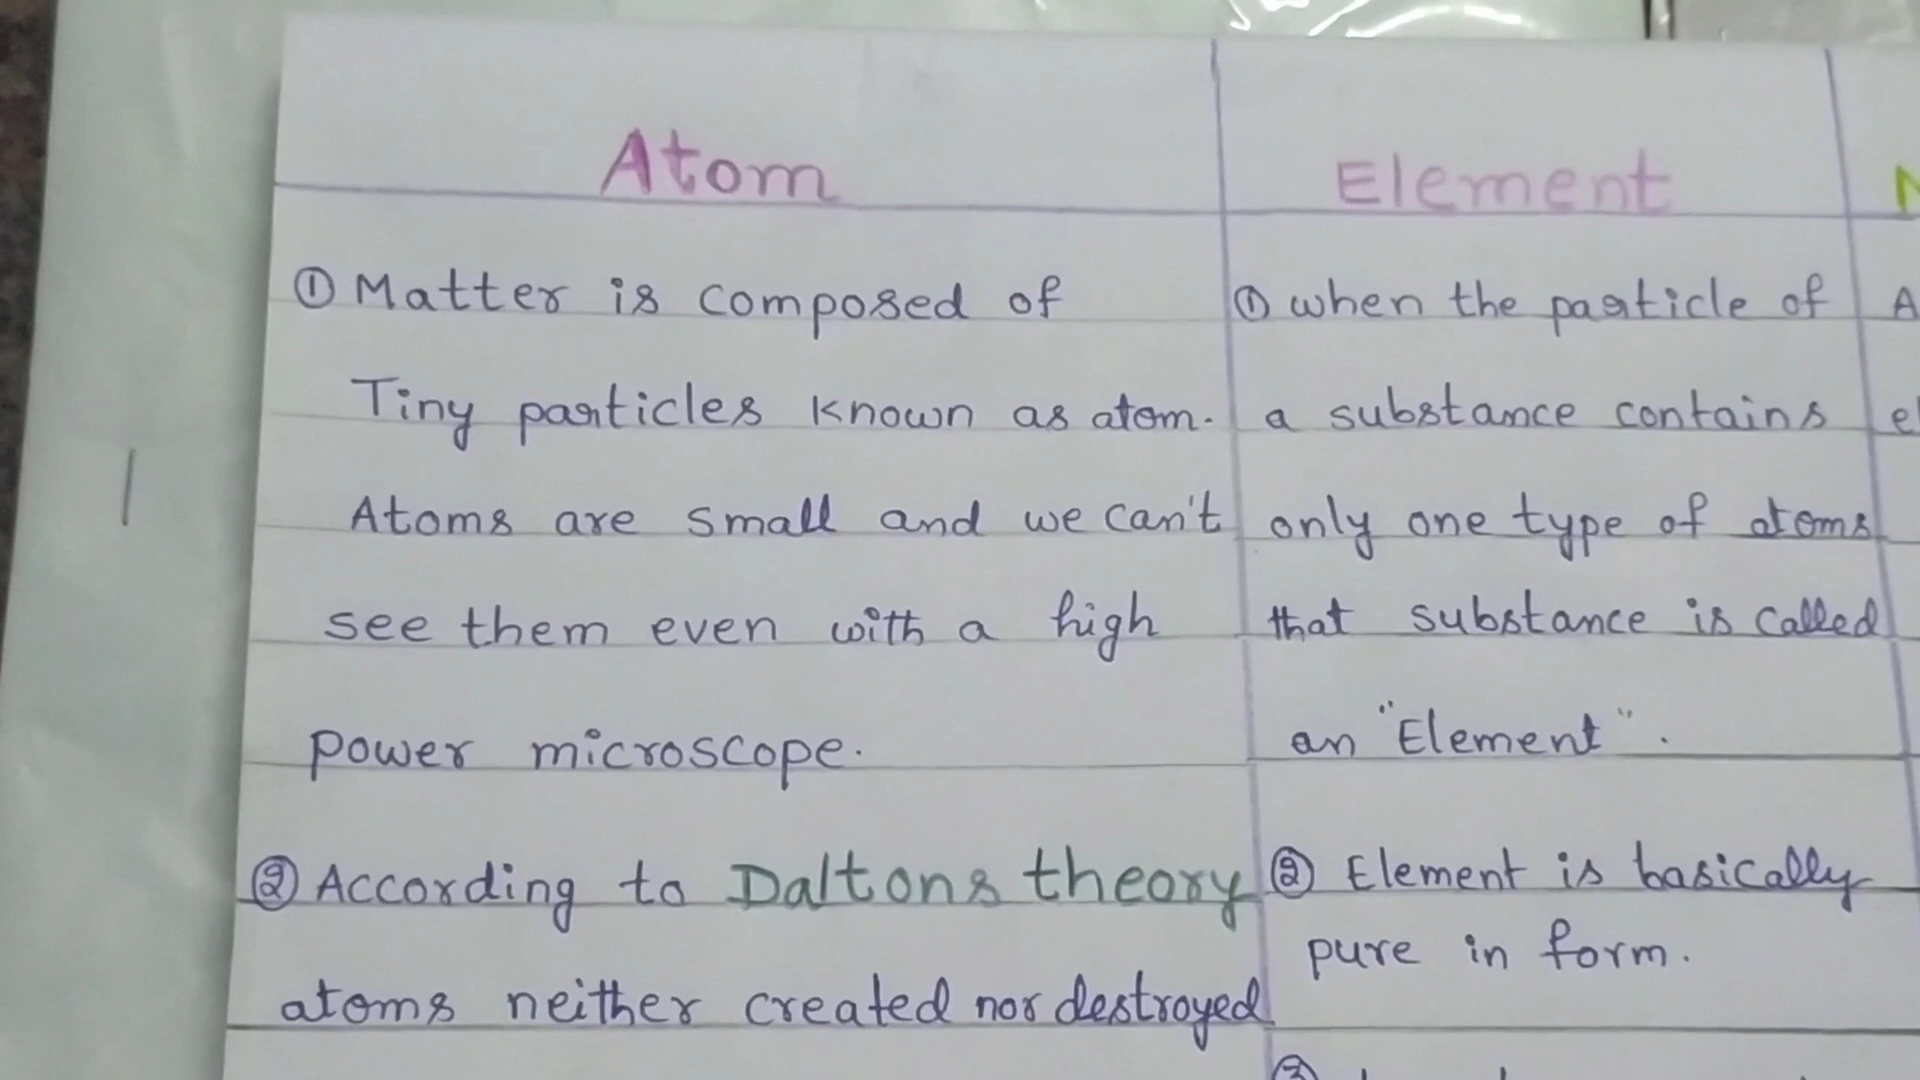 Atom
① Matter is composed of
Tiny particles known as atom.
Atoms are small and we can't
see them even with a high
power microscope.
② According to Daltons theory
atoms neither created nor destroyed
Element
① when the particle of
a substance contains
only one type of atoms
that substance is called
an "Element".
② Element is basically
pure in form.